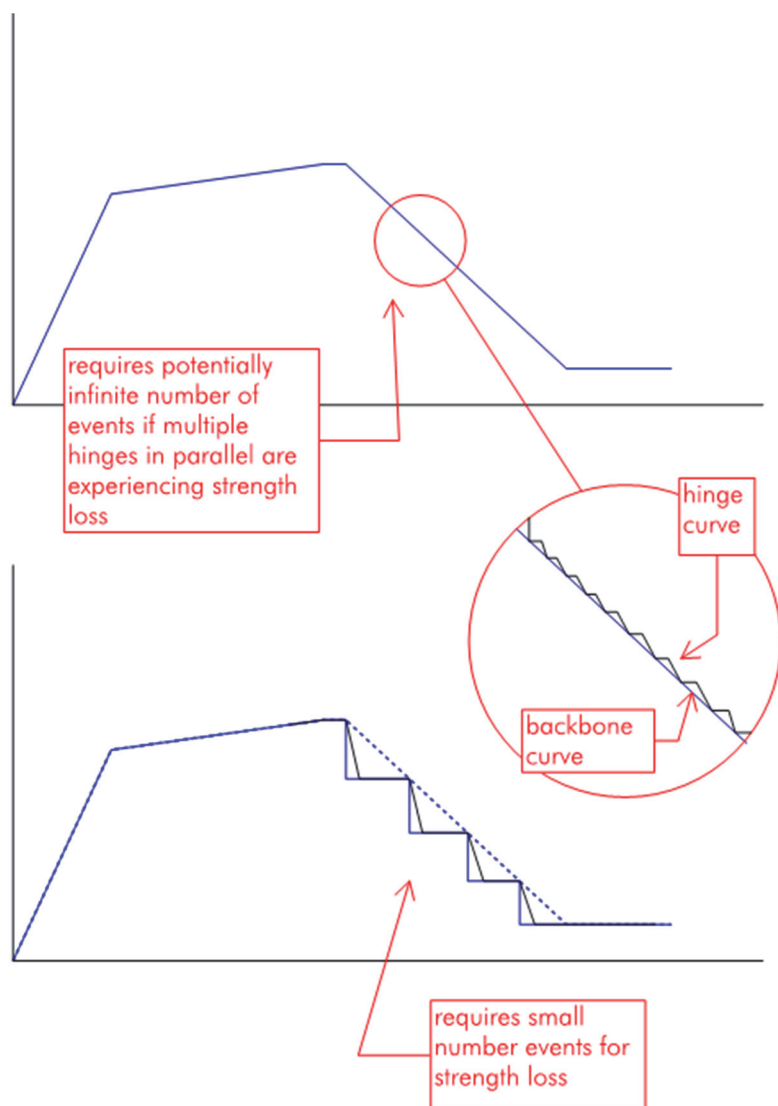 requires potentially
infinite number of
events if multiple
hinges in parallel are
experiencing strength
loss
hinge
curve
backbone
curve
requires small
number events for
strength loss